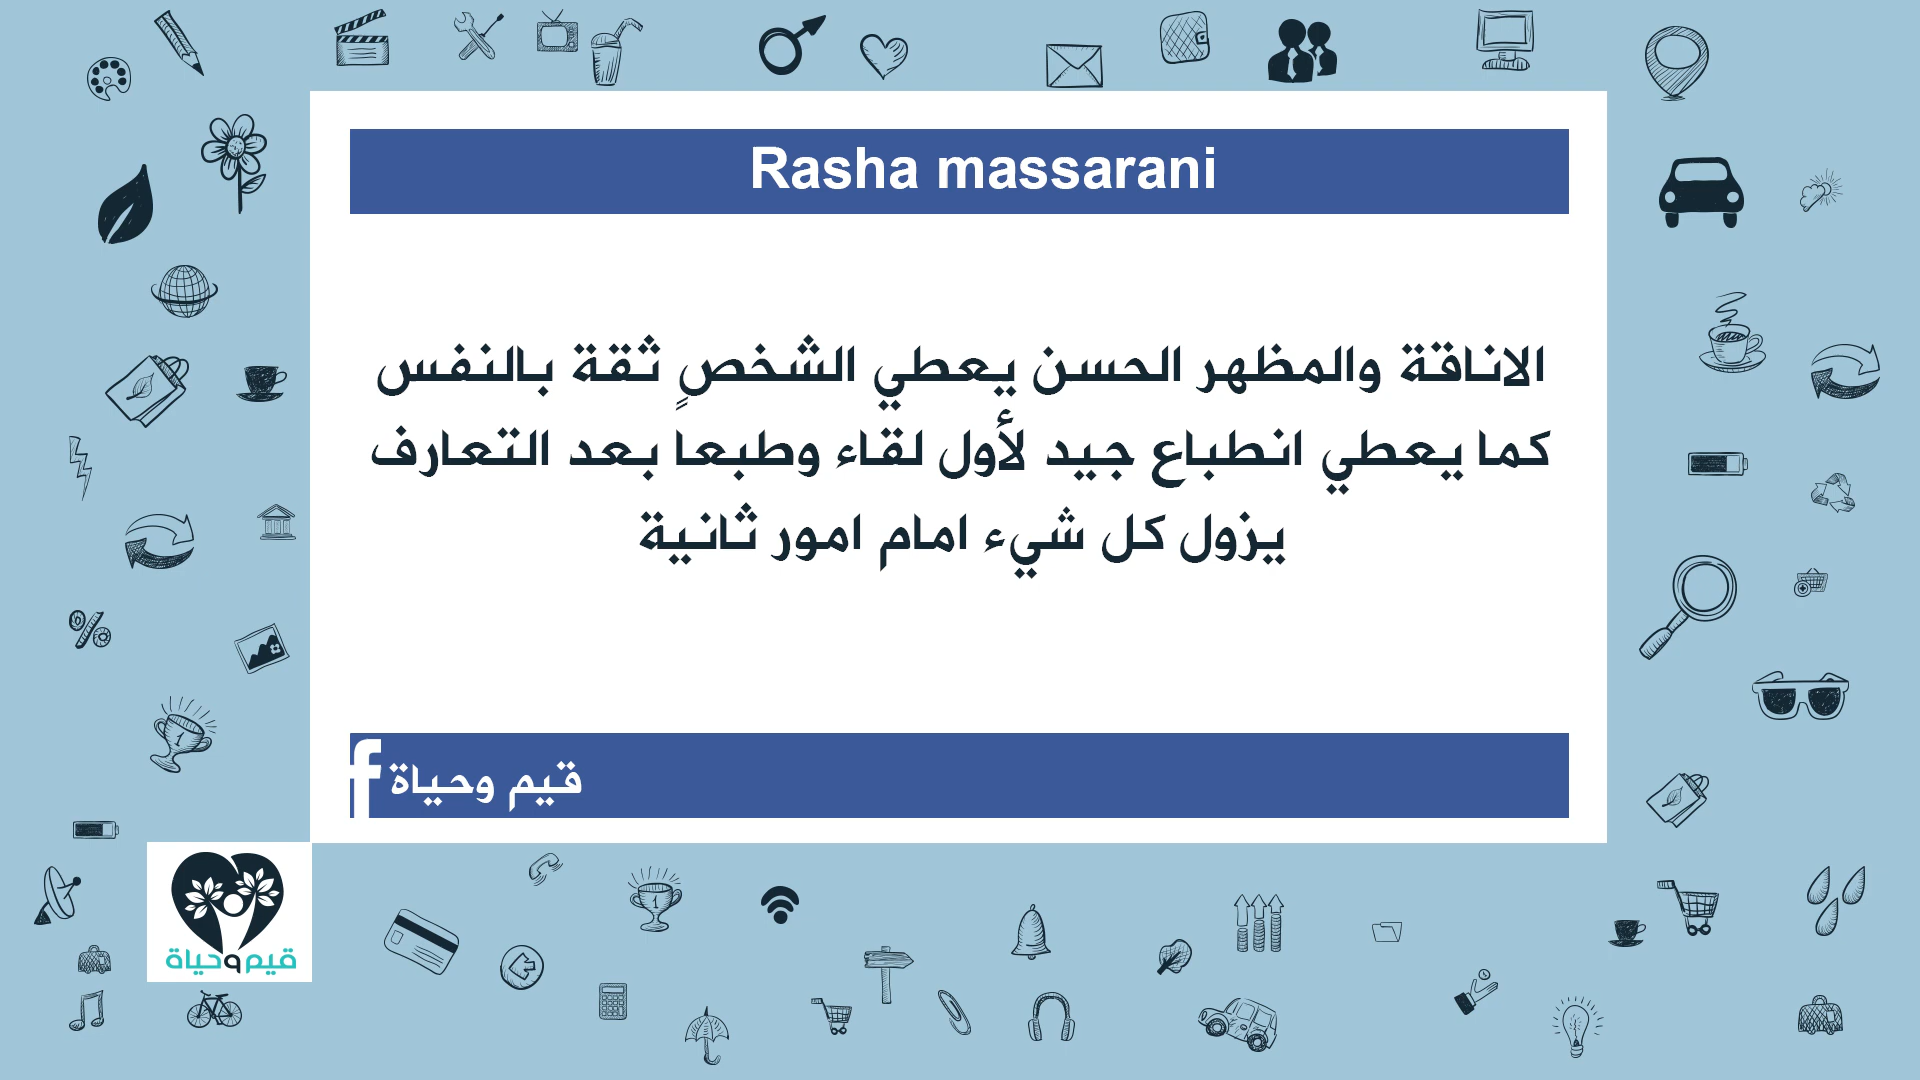 Rasha massarani
الاناقة والمظهر الحسن يعطي الشخصٍ ثقة بالنفس
كما يعطي انطباع جيد لأول لقاء وطبعا بعد التعارف
يزول كل شيء امام امور ثانية
قيم وحياة
قيم وحياة